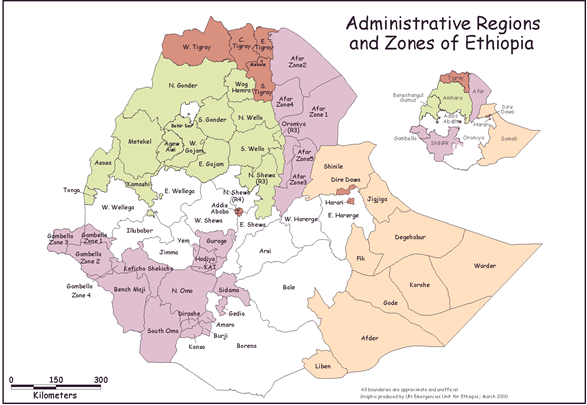 Administrative Regions
and Zones of Ethiopia
W. Tigray
C.
Tigray
E.
Tigray
Mekele
S.
Tigray
Afar
Zone2
N. Gonder
Wag
Hemra
Afar
Zone4
Afar
Zone 1
Bahir Dar
S. Gonder
N. Wello
Oromiya
(R3)
Metekel
Agew
Awi
W.
Gojam
E. Gojam
S. Wello
Afar
Zone5
Asosa
Kamashi
N. Shewa
(R3)
Afar
Zone3
Shinile
Dire Dawa
Tongo
W. Wellega
E. Wellega
N. Shewa
(R4)
Addis
Ababa
W. Shewa
E. Shewa
W. Harerge
Harari
E. Harerge
Jigjiga
Gambella
Zone 3
Gambella
Zone 1
Gambella
Zone 2
Gambella
Zone 4
Illubabor
Jimma
Yem
Gurage
Hadiya
KAT
Arsi
Degehabur
Fik
Warder
Keficho Shekicho
Bench Maji
N. Omo
Sidama
Bale
Korahe
Gode
South Omo
Dirashe
Gedio
Amaro
Burji
Konso
Borena
Afder
Liben
Tigray
Afar
Benishangul
Gumuz
Amhara
Dire
Dawa
Addis
Ababa
Harari
Gambella
Oromiya
SNNPR
Somali
0 150 300
Kilometers
All boundaries are approximate and unofficial
Graphic produced by UN Emergencies Unit for Ethiopia, March 2000